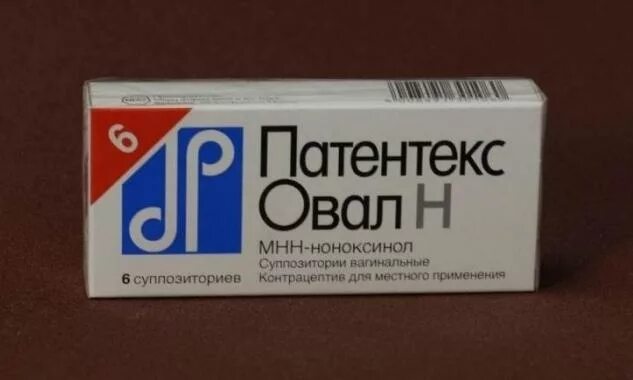 6
Патентекс
Овал Н
МНН-ноноксинол
Суппозитории вагинальные
6 суппозиториев Контрацептив для местного применения